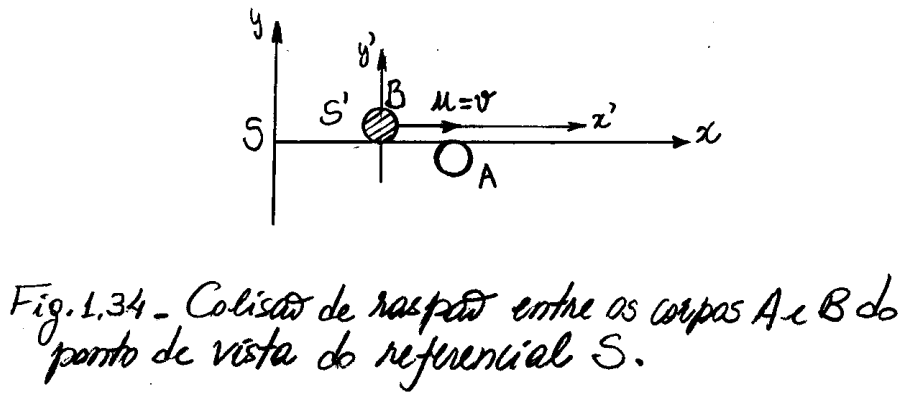 y
y'
B
S'
u=v
x'
S
x
A
Fig. 1.34 - Colisão de raspão entre os corpos A e B do
ponto de vista do referencial S.